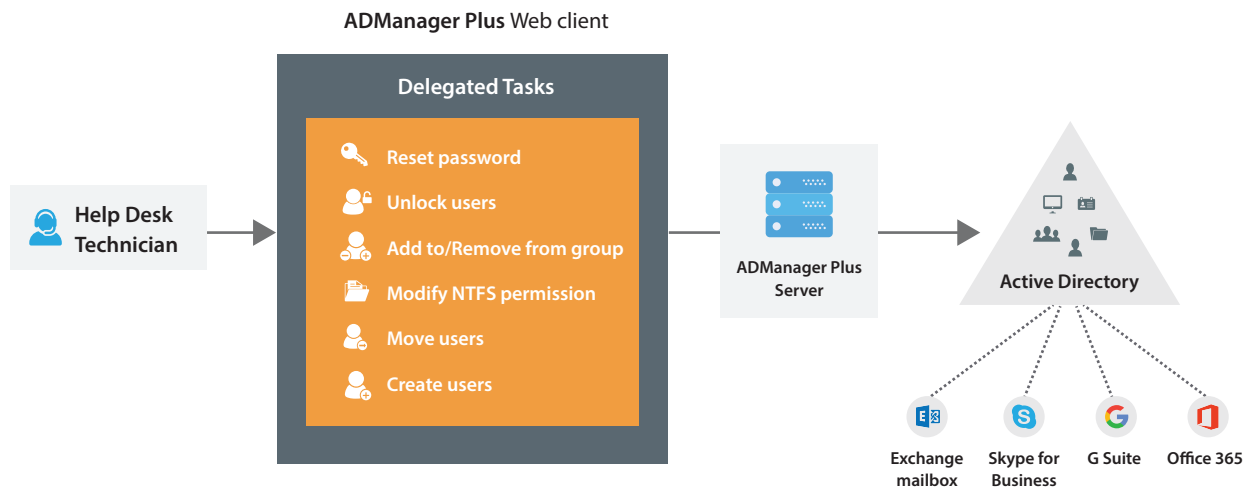 ADManager Plus Web client
Delegated Tasks
Reset password
Unlock users
Add to/Remove from group
Modify NTFS permission
Move users
Create users
Help Desk
Technician
ADManager Plus
Server
Active Directory
E
S
G
Exchange
mailbox
Skype for
Business
G Suite
Office 365